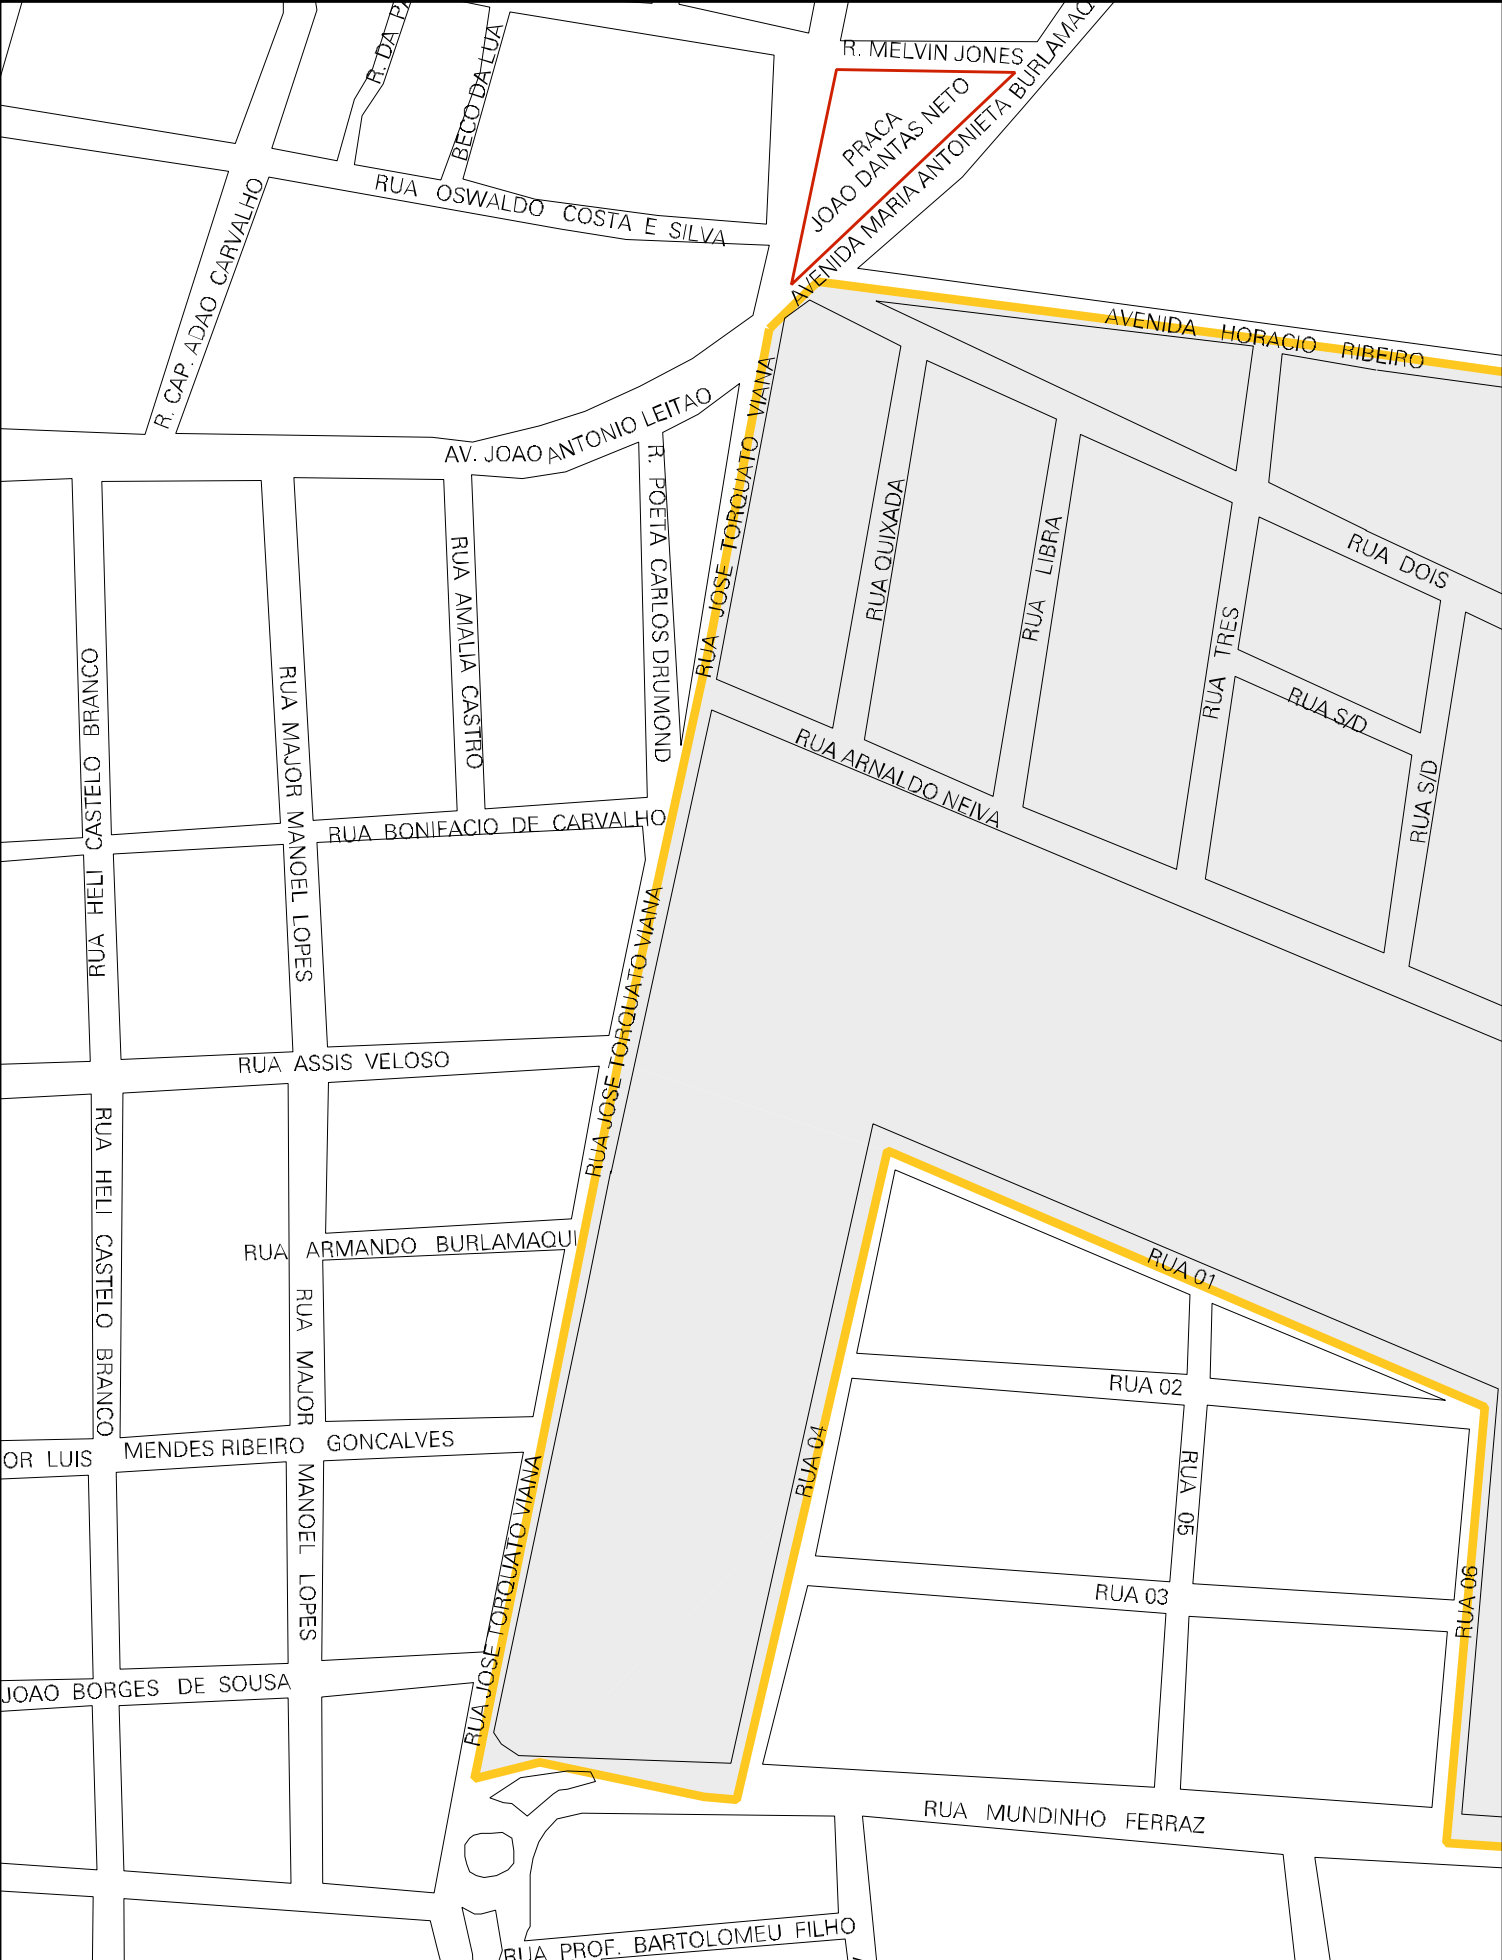 R. DA PA
BECO DA LUA
R. MELVIN JONES
PRACA
JOAO DANTAS NETO
AVENIDA MARIA ANTONIETA BURLAMAQ
RUA OSWALDO COSTA E SILVA
R. CAP. ADAO CARVALHO
AVENIDA HORACIO RIBEIRO
AV. JOAO ANTONIO LEITAO
R. POETA CARLOS DRUMOND
RUA JOSE TORQUATO VIANA
RUA QUIXADA
RUA LIBRA
RUA TRES
RUA DOIS
RUA S/D
RUA S/D
RUA AMALIA CASTRO
RUA HELI CASTELO BRANCO
RUA MAJOR MANOEL LOPES
RUA ARNALDO NEIVA
RUA BONIFACIO DE CARVALHO
RUA JOSE TORQUATO VIANA
RUA ASSIS VELOSO
RUA HELI CASTELO BRANCO
RUA ARMANDO BURLAMAQUI
RUA MAJOR MANOEL LOPES
RUA 01
RUA 02
RUA 04
RUA 05
OR LUIS MENDES RIBEIRO GONCALVES
RUA JOSE TORQUATO VIANA
RUA 03
RUA 06
JOAO BORGES DE SOUSA
RUA MUNDINHO FERRAZ
RUA PROF. BARTOLOMEU FILHO